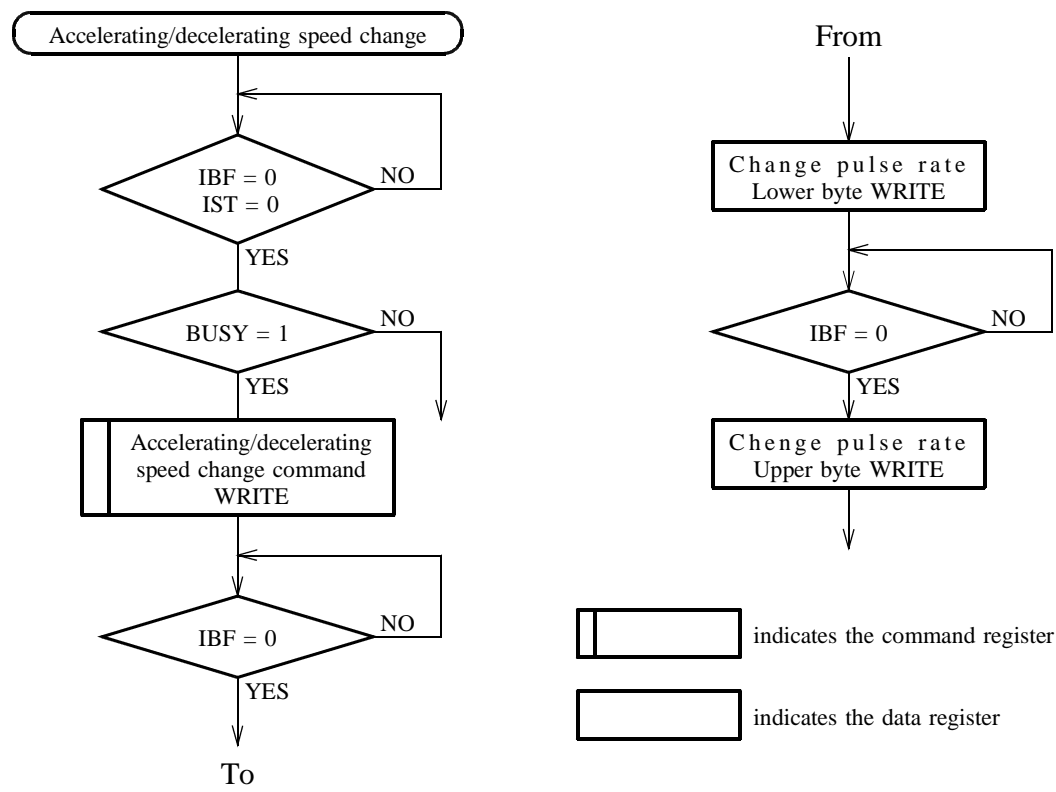 Accelerating/decelerating speed change
IBF = 0
IST = 0
NO
YES
BUSY = 1
NO
YES
Accelerating/decelerating
speed change command
WRITE
IBF = 0
NO
YES
To
From
Change pulse rate
Lower byte WRITE
IBF = 0
NO
YES
Chenge pulse rate
Upper byte WRITE
indicates the command register
indicates the data register